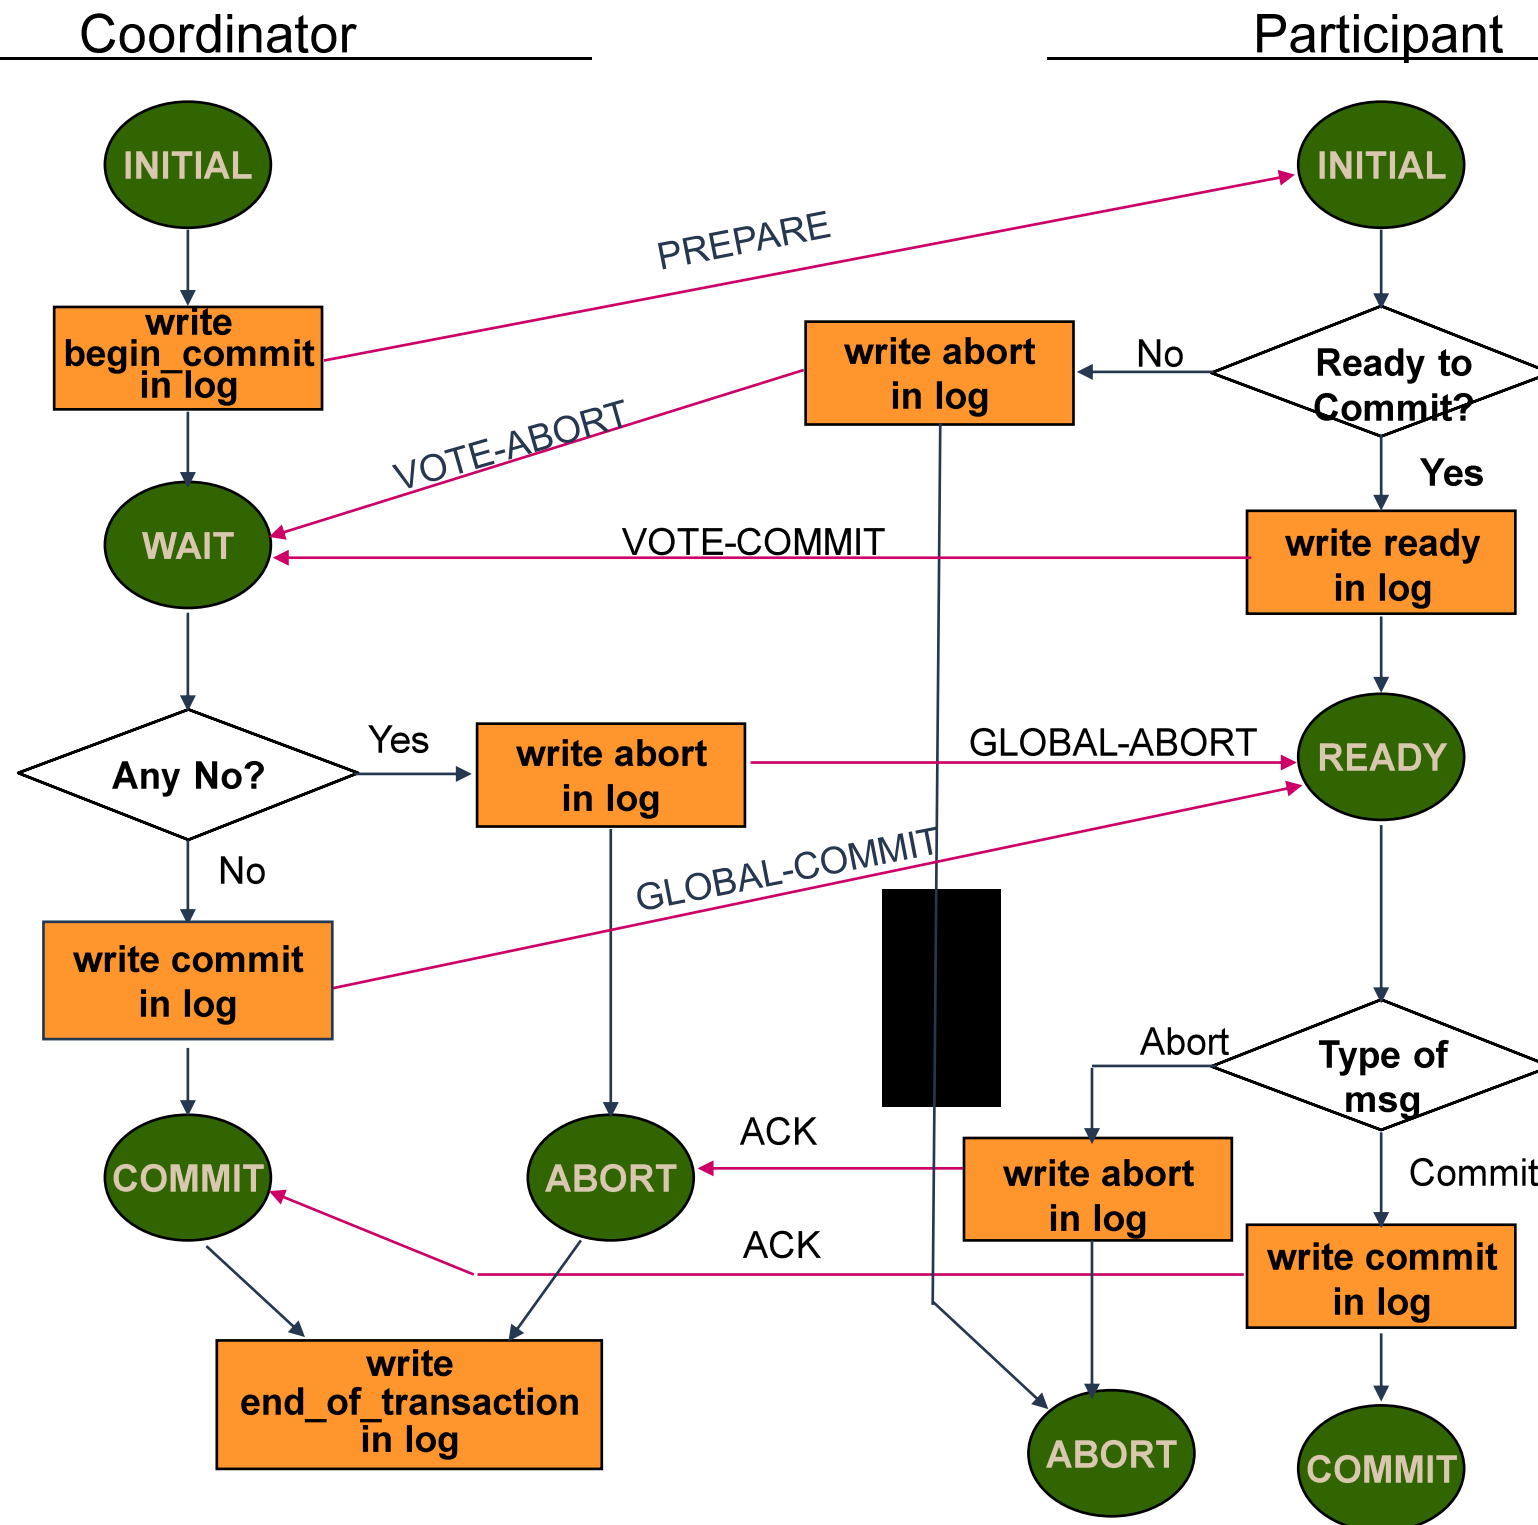 Coordinator
Participant
INITIAL
INITIAL
PREPARE
write
begin_commit
in log
write abort
in log
No
Ready to
Commit?
VOTE-ABORT
Yes
WAIT
VOTE-COMMIT
write ready
in log
Any No?
Yes
write abort
in log
GLOBAL-ABORT
READY
No
GLOBAL-COMMIT
write commit
in log
Abort
Type of
msg
ACK
Commit
COMMIT
ABORT
write abort
in log
ACK
write commit
in log
write
end_of_transaction
in log
ABORT
COMMIT